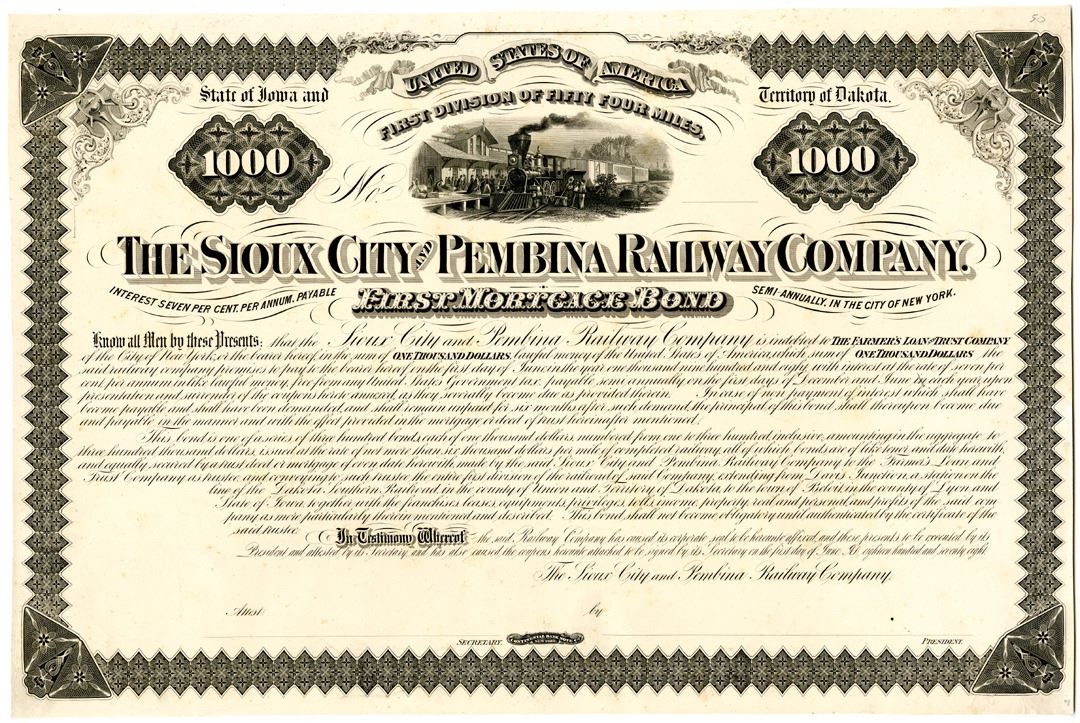 50
UNITED STATES OF AMERICA
State of Iowa and
Territory of Dakota.
FIRST DIVISION OF FIFTY FOUR MILES,
1000
1000
No.
THE SIOUX CITY AND PEMBINA RAILWAY COMPANY.
INTEREST SEVEN PER CENT. PER ANNUM. PAYABLE
FIRST MORTGAGE BOND
SEMI-ANNUALLY, IN THE CITY OF NEW YORK.
Know all Men by these Presents; that the Sioux City and Pembina Railway Company is indebted to THE FARMER'S LOAN AND TRUST COMPANY
of the City of New York, or the bearer hereof, in the sum of ONE THOUSAND DOLLARS, lawful money of the United States of America, which sum of ONE THOUSAND DOLLARS the
said railway company promises to pay to the bearer hereof on the first day of June in the year one thousand nine hundred and eight, with interest at the rate of seven per
cent per annum in like lawful money, free from any United States Government tax, payable semi annually on the first days of December and June in each year, upon
presentation and surrender of the coupons hereto annexed, as they severally become due as provided therein. In case of non payment of interest which shall have
become payable and shall have been demanded, and shall remain unpaid for six months after such demand, the principal of this bond shall thereupon become due
and payable in the manner and with the effect provided in the mortgage or deed of trust hereinafter mentioned.
This bond is one of a series of three hundred bonds, each of one thousand dollars, numbered from one to three hundred, inclusive, amounting in the aggregate to
three hundred thousand dollars, issued at the rate of not more than six thousand dollars per mile of completed railway, all of which bonds are of like tenor and date herewith,
and equally secured by a trust deed or mortgage of even date herewith, made by the said Sioux City and Pembina Railway Company to the Farmer's Loan and
Trust Company as trustee, and conveying to such trustee the entire first division of the railroad of said Company, extending from Davis Junction, a station on the
line of the Dakota Southern Railroad, in the county of Union and Territory of Dakota, to the town of Beloit, in the county of Lyon and
State of Iowa, together with the franchises, leases, equipments, privileges, tolls, income, property real and personal and profits of the said com-
pany as more particularly therein mentioned and described. This bond shall not become obligatory until authenticated by the certificate of the
said trustee.
In Testimony Whereof the said Railway Company has caused its corporate seal to be hereunto affixed, and these presents to be executed by its
President and attested by its Secretary and has also caused the coupons hereunto attached to be signed by its Secretary on the first day of June, A.D. eighteen hundred and seventy eight.
The Sioux City and Pembina Railway Company
Attest
by
SECRETARY.
CONTINENTAL BANK NOTE CO. NEW YORK
PRESIDENT.